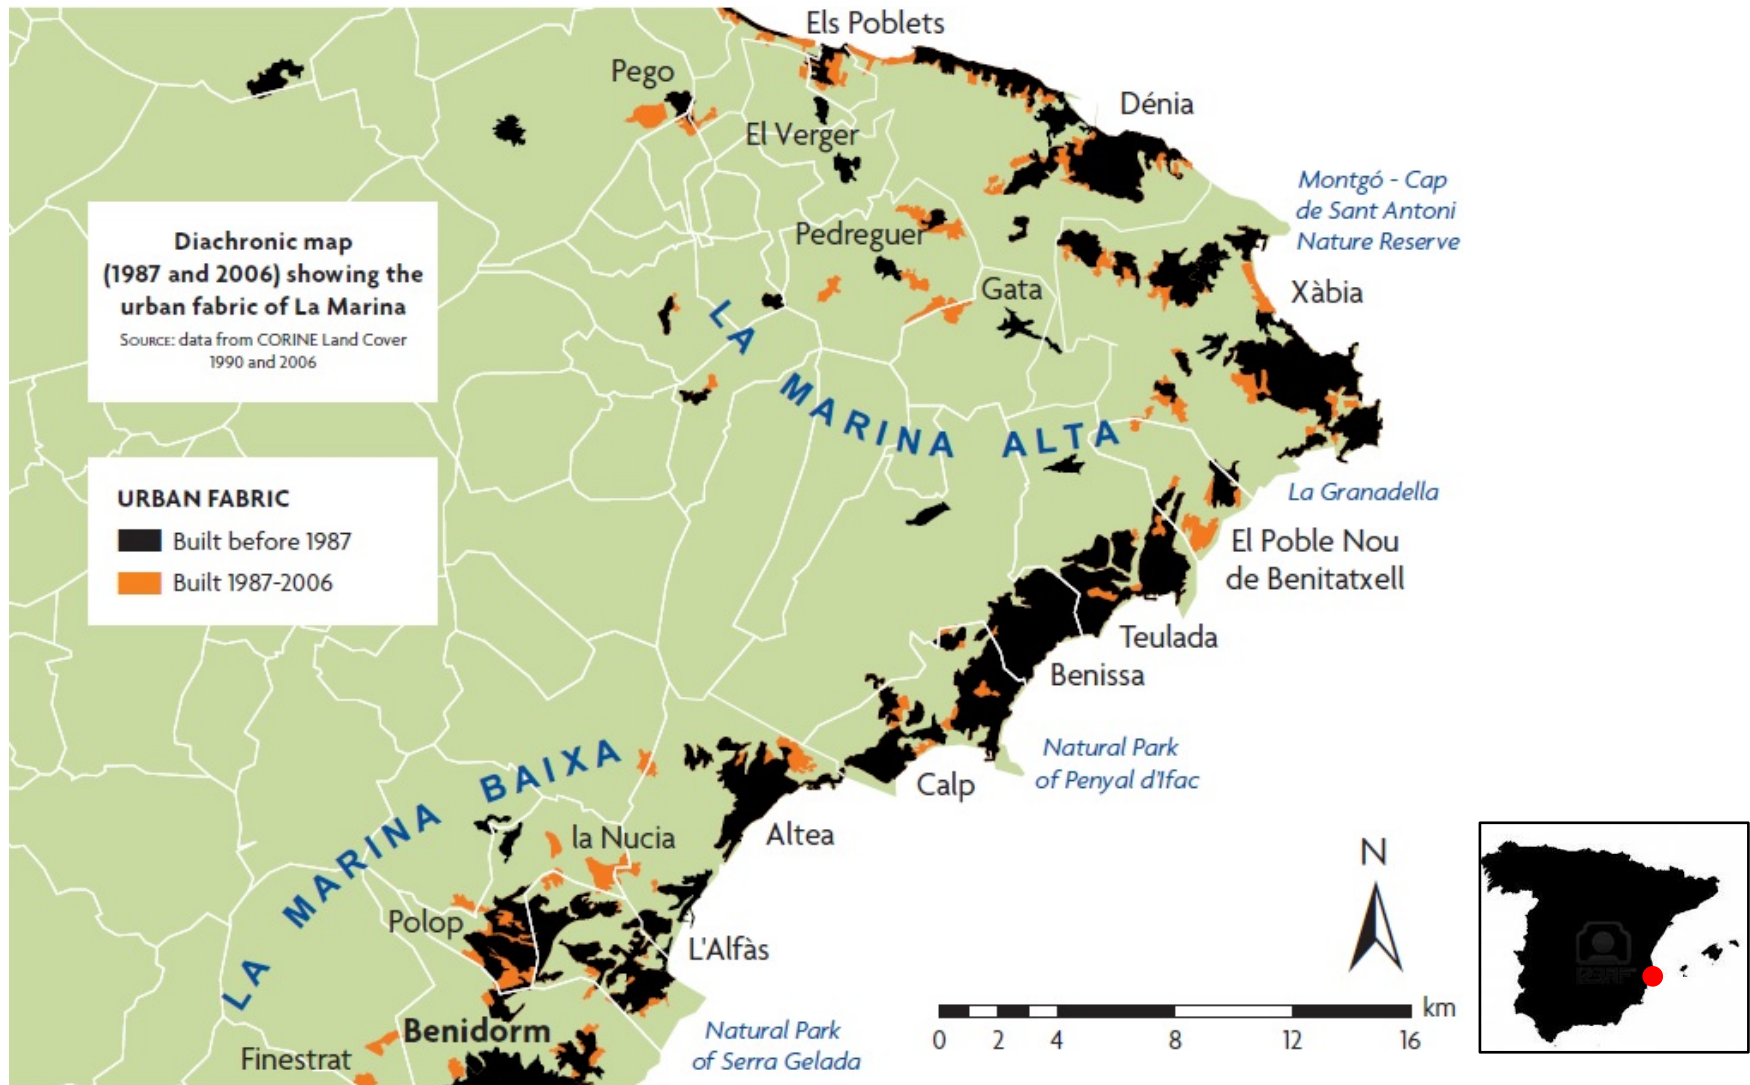 Els Poblets
Pego
Dénia
El Verger
Montgó - Cap
de Sant Antoni
Nature Reserve
Diachronic map
(1987 and 2006) showing the
urban fabric of La Marina
SOURCE: data from CORINE Land Cover
1990 and 2006
Pedreguer
Gata
Xàbia
LA MARINA ALTA
URBAN FABRIC
Built before 1987
Built 1987-2006
La Granadella
El Poble Nou
de Benitatxell
Teulada
Benissa
Natural Park
of Penyal d'Ifac
Calp
LA MARINA BAIXA
la Nucia
Altea
N
Polop
L'Alfàs
Benidorm
Finestrat
Natural Park
of Serra Gelada
km
0 2 4 8 12 16